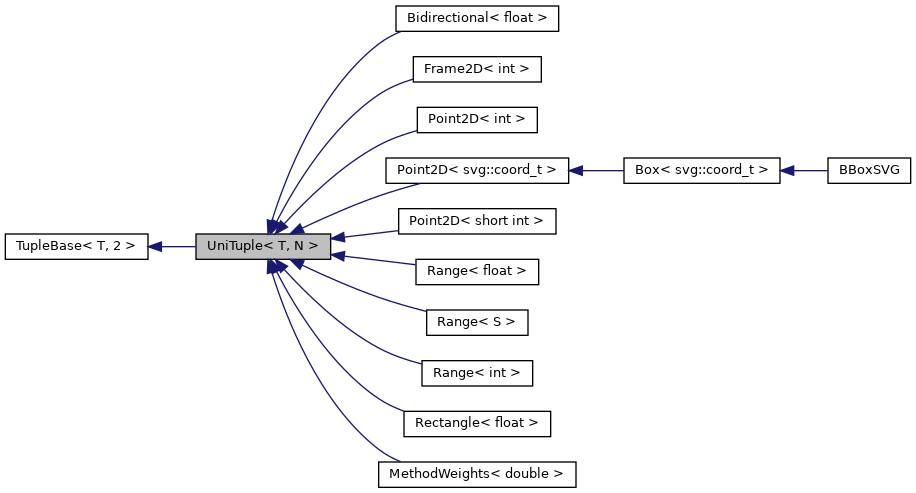 Bidirectional< float >
Frame2D< int >
Point2D< int >
Point2D< svg::coord_t >
Box< svg::coord_t >
BBoxSVG
Point2D< short int >
TupleBase< T, 2 >
UniTuple< T, N >
Range< float >
Range< S >
Range< int >
Rectangle< float >
MethodWeights< double >